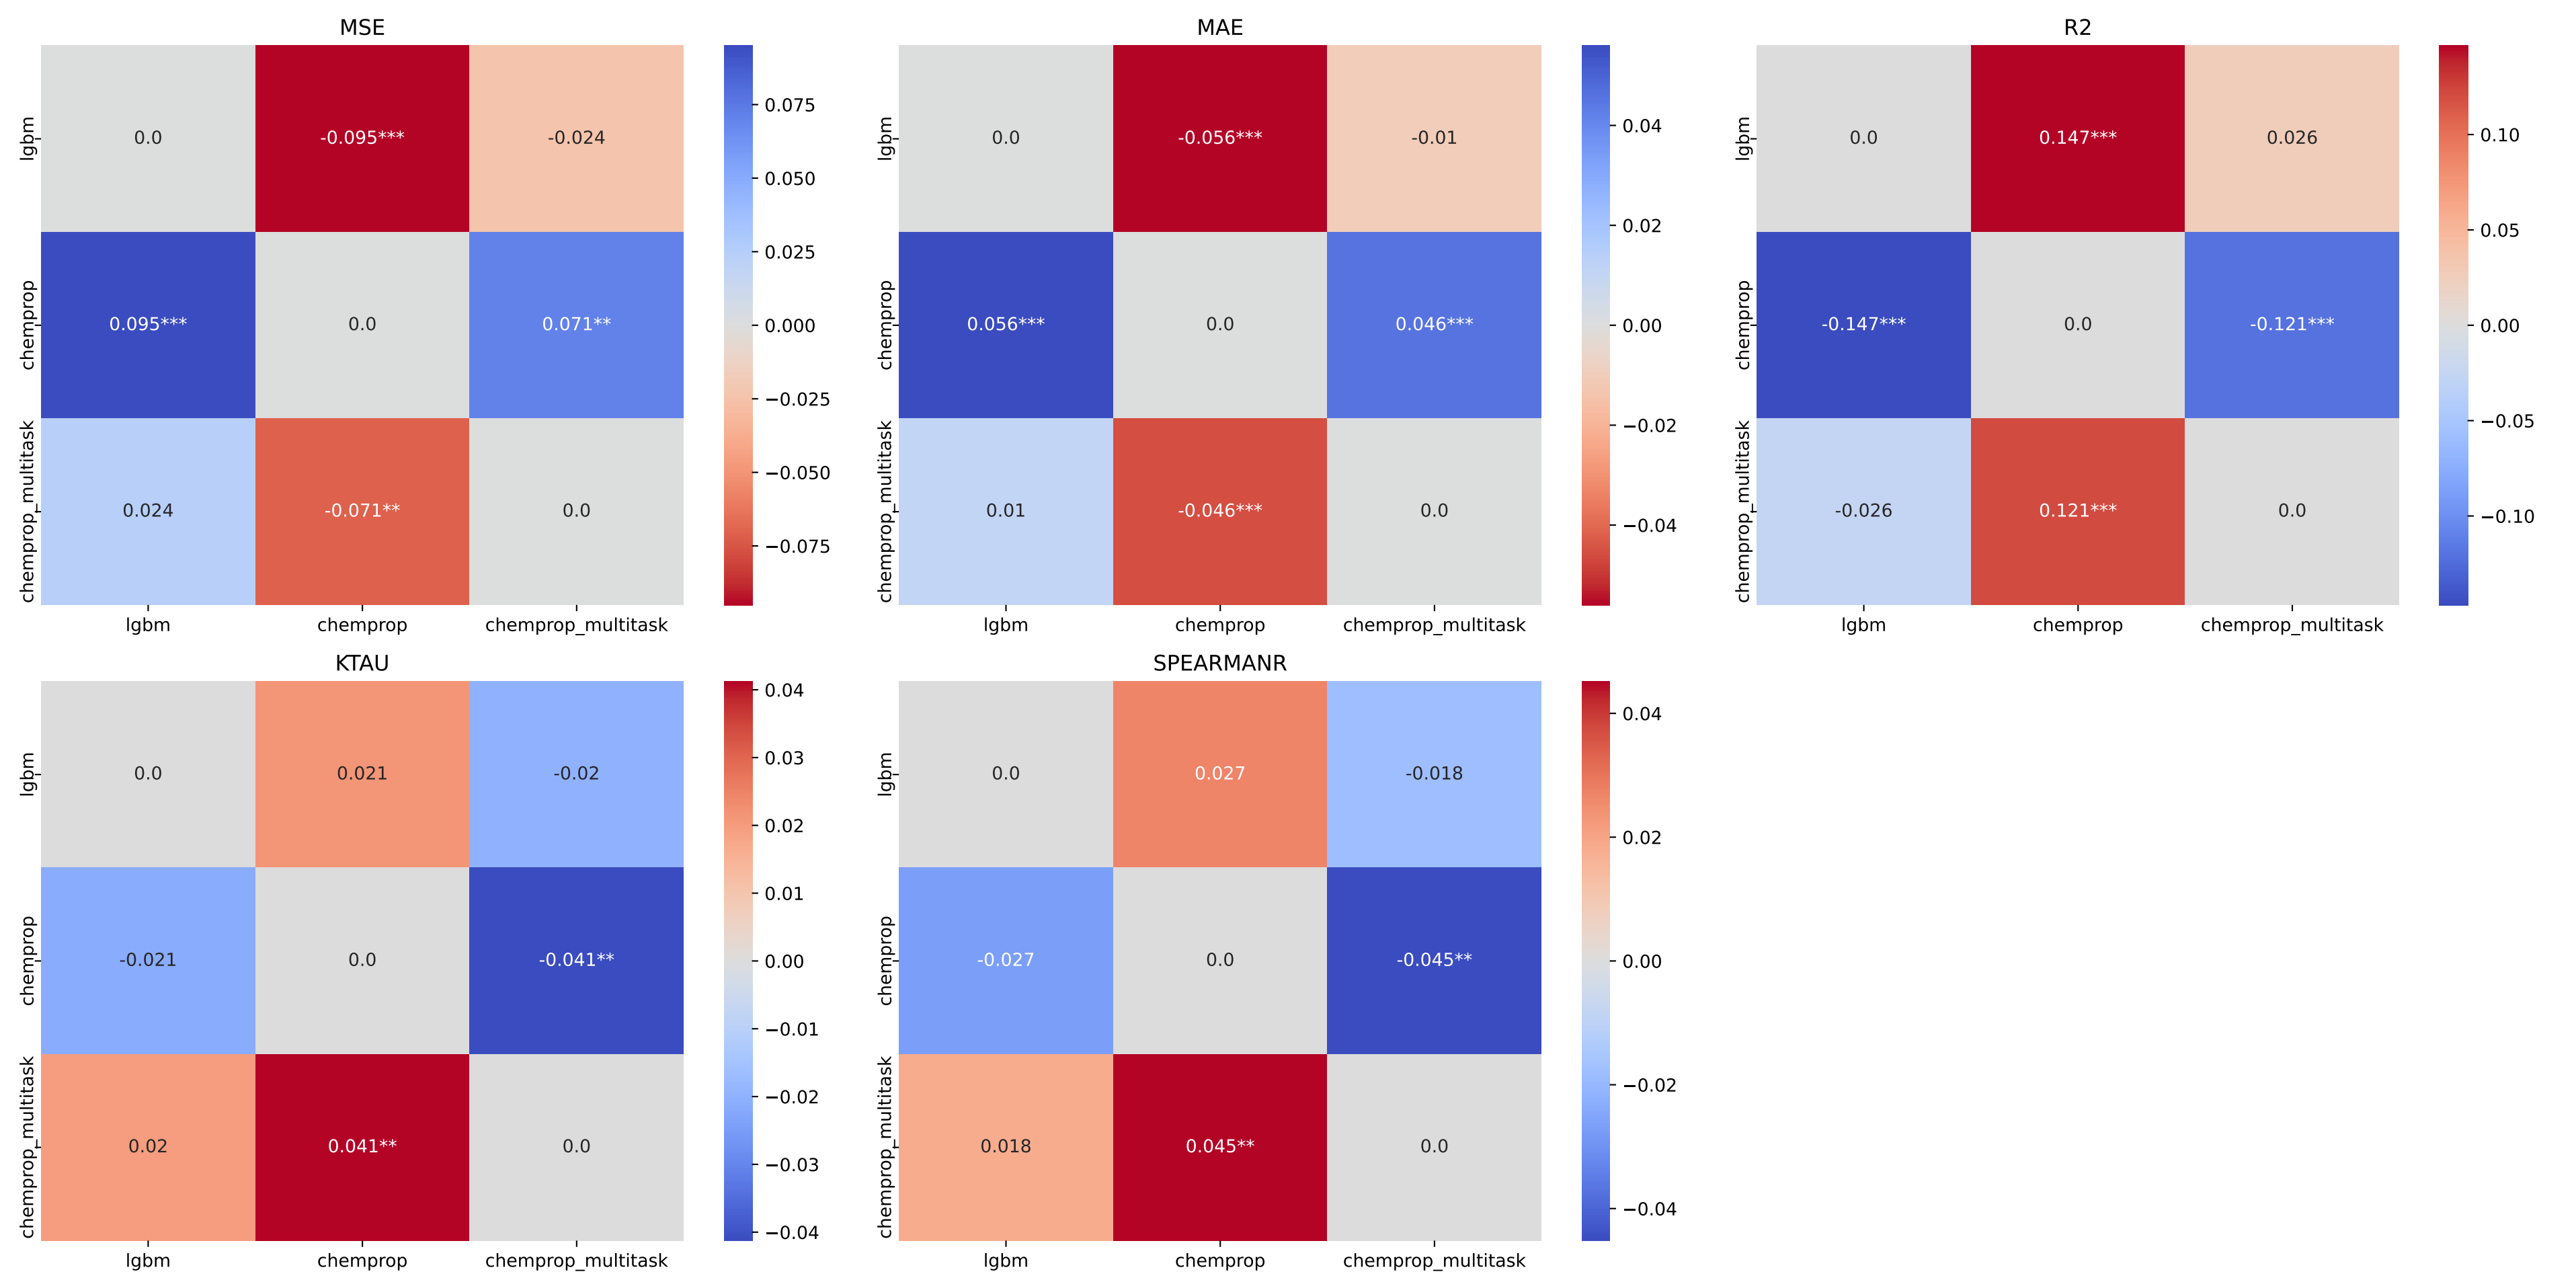 MSE
lgbm
0.0
-0.095***
-0.024
chemprop
0.095***
0.0
0.071**
chemprop_multitask
0.024
-0.071**
0.0
lgbm
chemprop
chemprop_multitask
0.075
0.050
0.025
0.000
−0.025
−0.050
−0.075
MAE
lgbm
0.0
-0.056***
-0.01
chemprop
0.056***
0.0
0.046***
chemprop_multitask
0.01
-0.046***
0.0
lgbm
chemprop
chemprop_multitask
0.04
0.02
0.00
−0.02
−0.04
R2
lgbm
0.0
0.147***
0.026
chemprop
-0.147***
0.0
-0.121***
chemprop_multitask
-0.026
0.121***
0.0
lgbm
chemprop
chemprop_multitask
0.10
0.05
0.00
−0.05
−0.10
KTAU
lgbm
0.0
0.021
-0.02
chemprop
-0.021
0.0
-0.041**
chemprop_multitask
0.02
0.041**
0.0
lgbm
chemprop
chemprop_multitask
0.04
0.03
0.02
0.01
0.00
−0.01
−0.02
−0.03
−0.04
SPEARMANR
lgbm
0.0
0.027
-0.018
chemprop
-0.027
0.0
-0.045**
chemprop_multitask
0.018
0.045**
0.0
lgbm
chemprop
chemprop_multitask
0.04
0.02
0.00
−0.02
−0.04